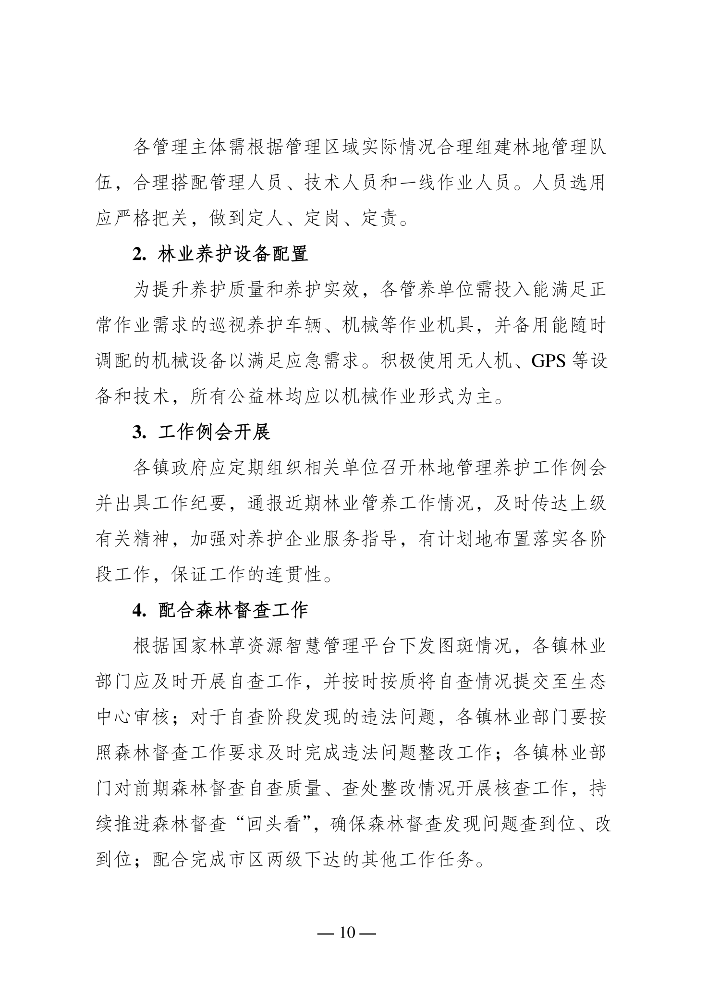 各管理主体需根据管理区域实际情况合理组建林地管理队
伍，合理搭配管理人员、技术人员和一线作业人员。人员选用
应严格把关，做到定人、定岗、定责。
2. 林业养护设备配置
为提升养护质量和养护实效，各管养单位需投入能满足正
常作业需求的巡视养护车辆、机械等作业机具，并备用能随时
调配的机械设备以满足应急需求。积极使用无人机、GPS 等设
备和技术，所有公益林均应以机械作业形式为主。
3. 工作例会开展
各镇政府应定期组织相关单位召开林地管理养护工作例会
并出具工作纪要，通报近期林业管养工作情况，及时传达上级
有关精神，加强对养护企业服务指导，有计划地布置落实各阶
段工作，保证工作的连贯性。
4. 配合森林督查工作
根据国家林草资源智慧管理平台下发图斑情况，各镇林业
部门应及时开展自查工作，并按时按质将自查情况提交至生态
中心审核；对于自查阶段发现的违法问题，各镇林业部门要按
照森林督查工作要求及时完成违法问题整改工作；各镇林业部
门对前期森林督查自查质量、查处整改情况开展核查工作，持
续推进森林督查“回头看”，确保森林督查发现问题查到位、改
到位；配合完成市区两级下达的其他工作任务。
— 10 —